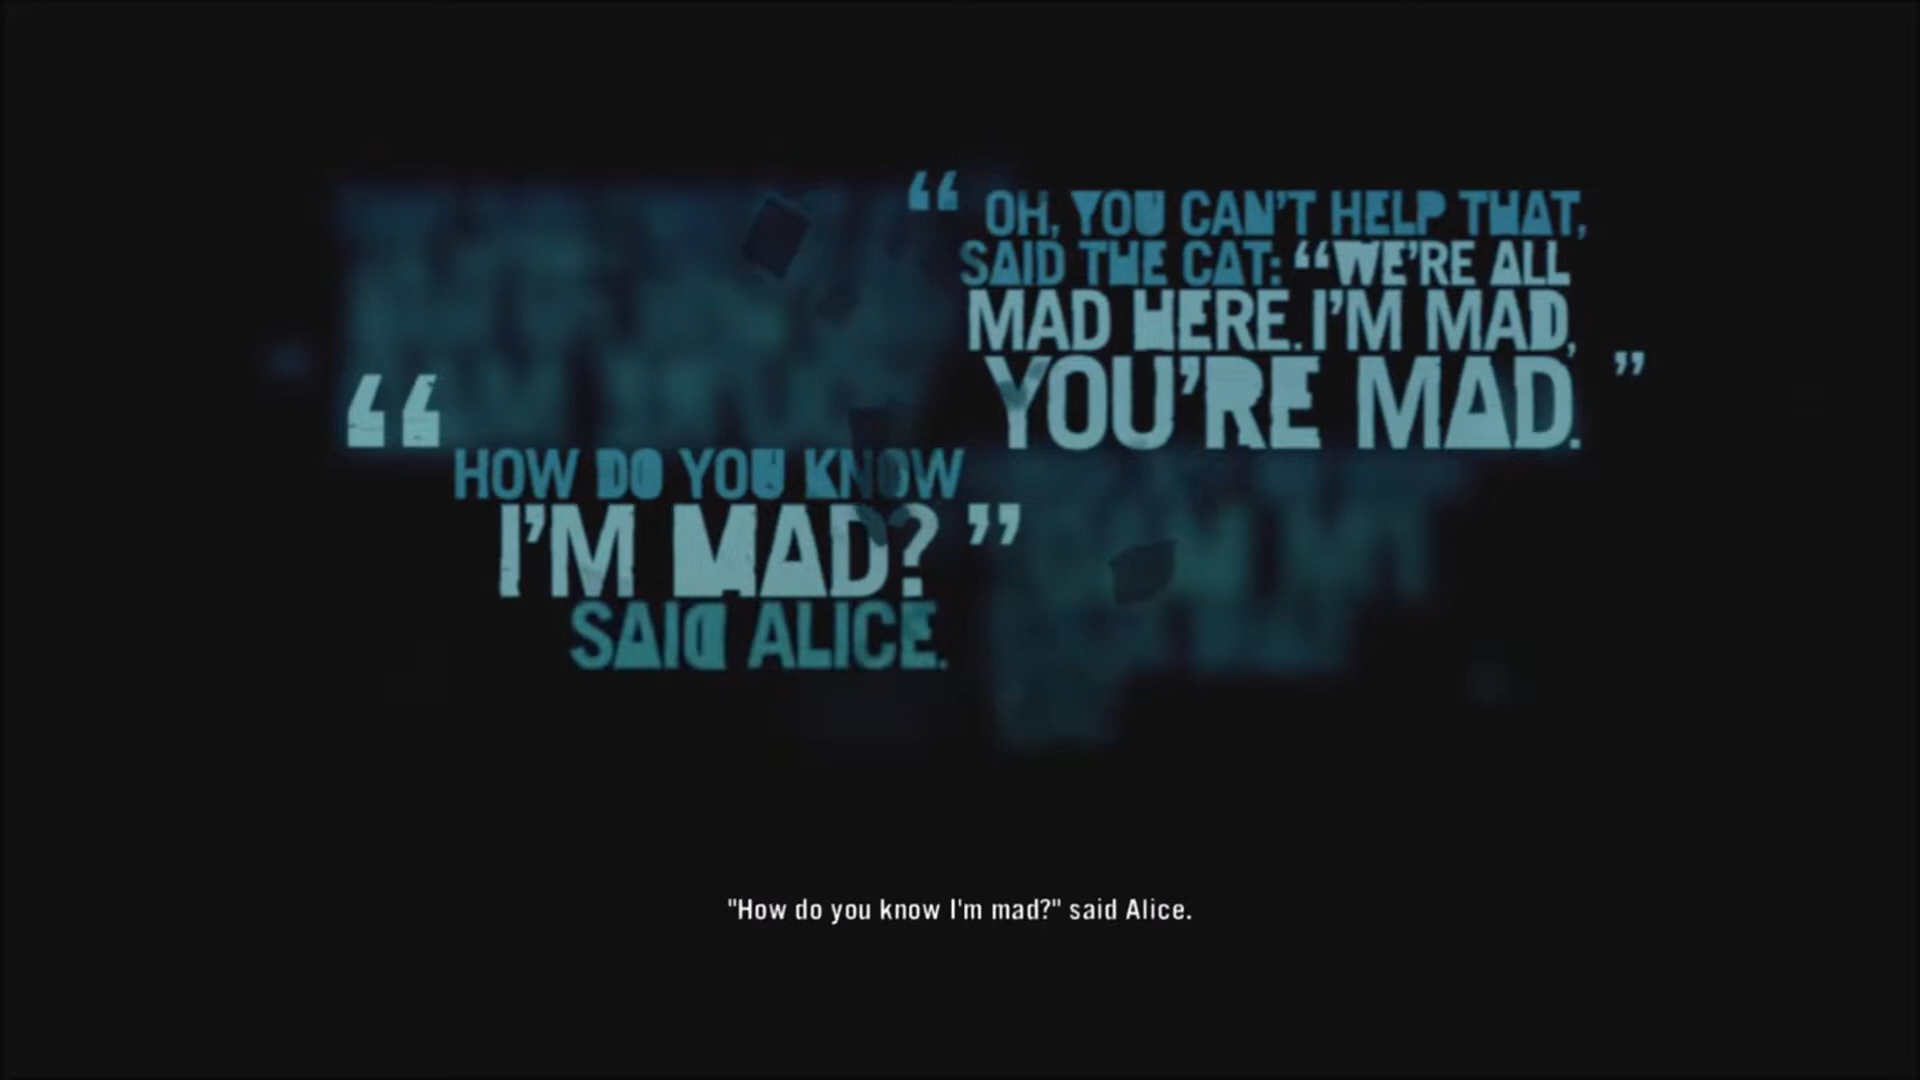 “ OH, YOU CAN'T HELP THAT,
SAID THE CAT: “WE'RE ALL
MAD HERE. I'M MAD,
YOU'RE MAD. ”
“ HOW DO YOU KNOW
I'M MAD? ”
SAID ALICE.
"How do you know I'm mad?" said Alice.